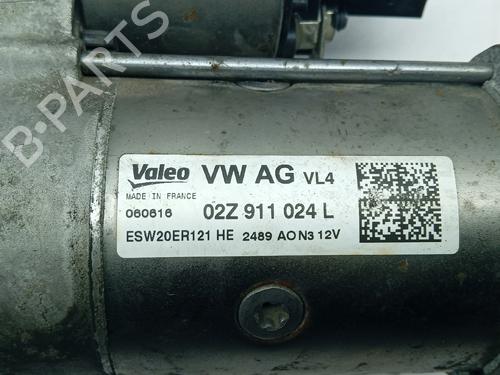 B-PARTS
Valeo VW AG VL4
MADE IN FRANCE
060616 02Z 911 024 L
ESW20ER121 HE 2489 AON3 12V